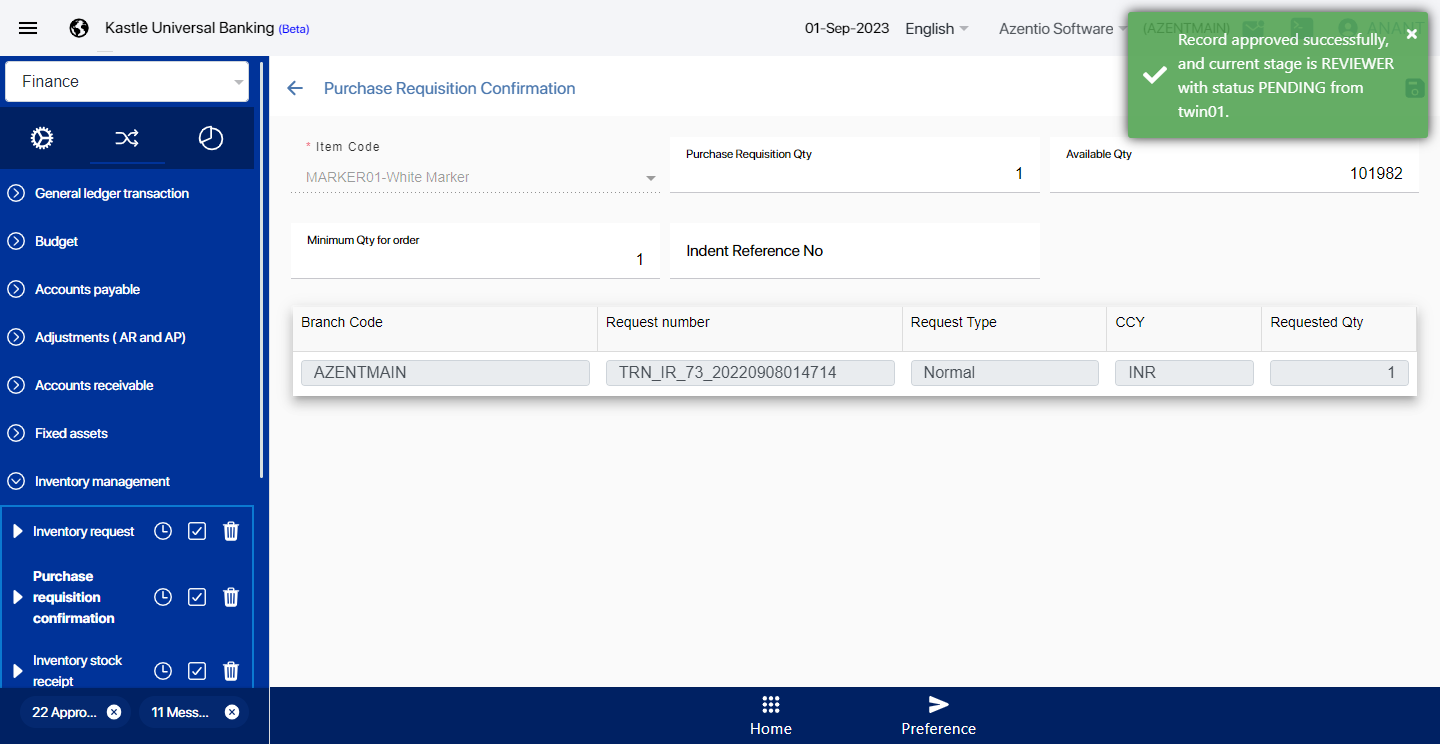 Kastle Universal Banking (Beta)
01-Sep-2023
English
Azentio Software
(AZENTMAIN)
ANANT
Record approved successfully,
and current stage is REVIEWER
with status PENDING from
twin01.
Finance
General ledger transaction
Budget
Accounts payable
Adjustments ( AR and AP)
Accounts receivable
Fixed assets
Inventory management
Inventory request
Purchase
requisition
confirmation
Inventory stock
receipt
22 Appro...
11 Mess...
Purchase Requisition Confirmation
* Item Code
MARKER01-White Marker
Purchase Requisition Qty
1
Available Qty
101982
Minimum Qty for order
1
Indent Reference No
Branch Code Request number Request Type CCY Requested Qty
AZENTMAIN TRN_IR_73_20220908014714 Normal INR 1
Home
Preference